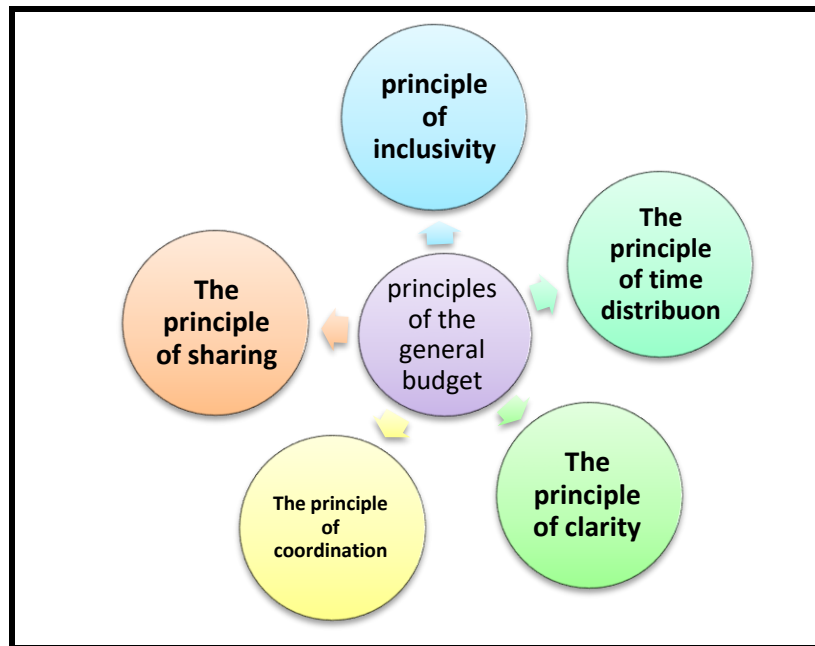 principle
of
inclusivity
The
principle
of time
distribuon
The
principle
of sharing
principles
of the
general
budget
The
principle
of clarity
The principle
of
coordination